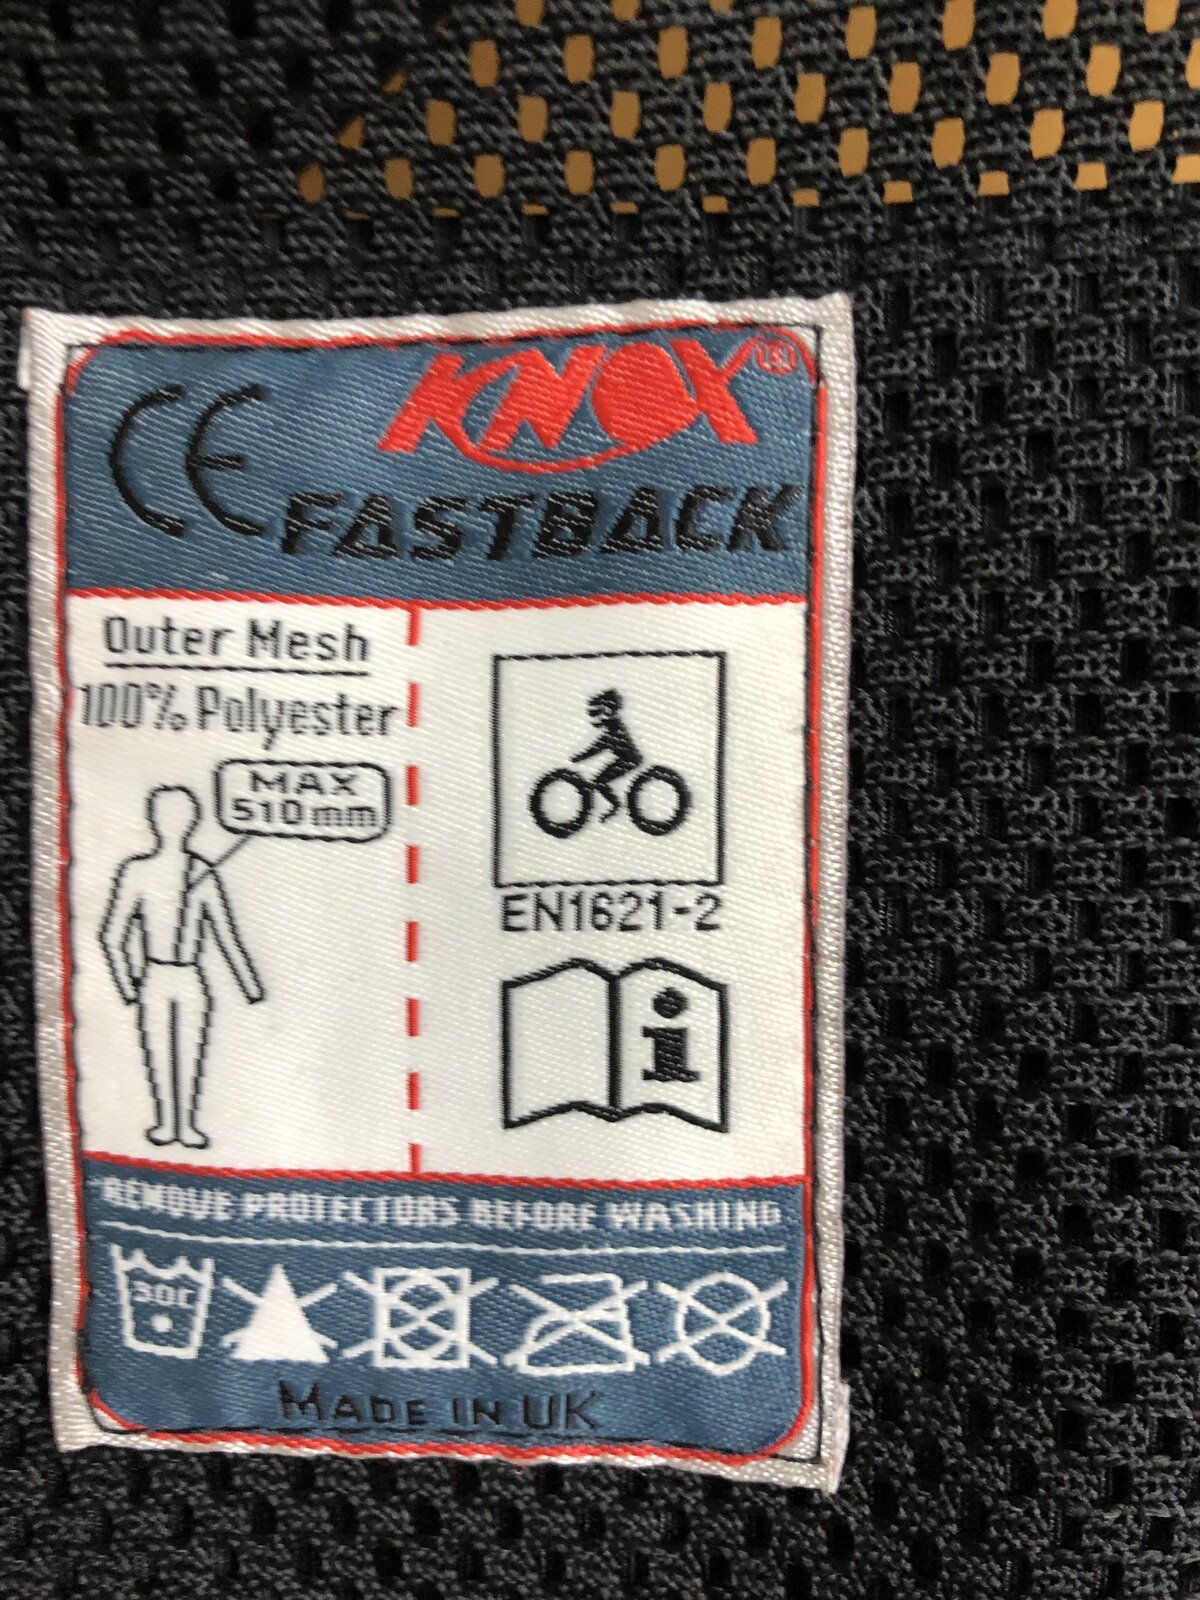 CE
KNOX®
FASTBACK
Outer Mesh
100% Polyester
MAX
510mm
EN1621-2
i
REMOVE PROTECTORS BEFORE WASHING
30C
MADE IN UK